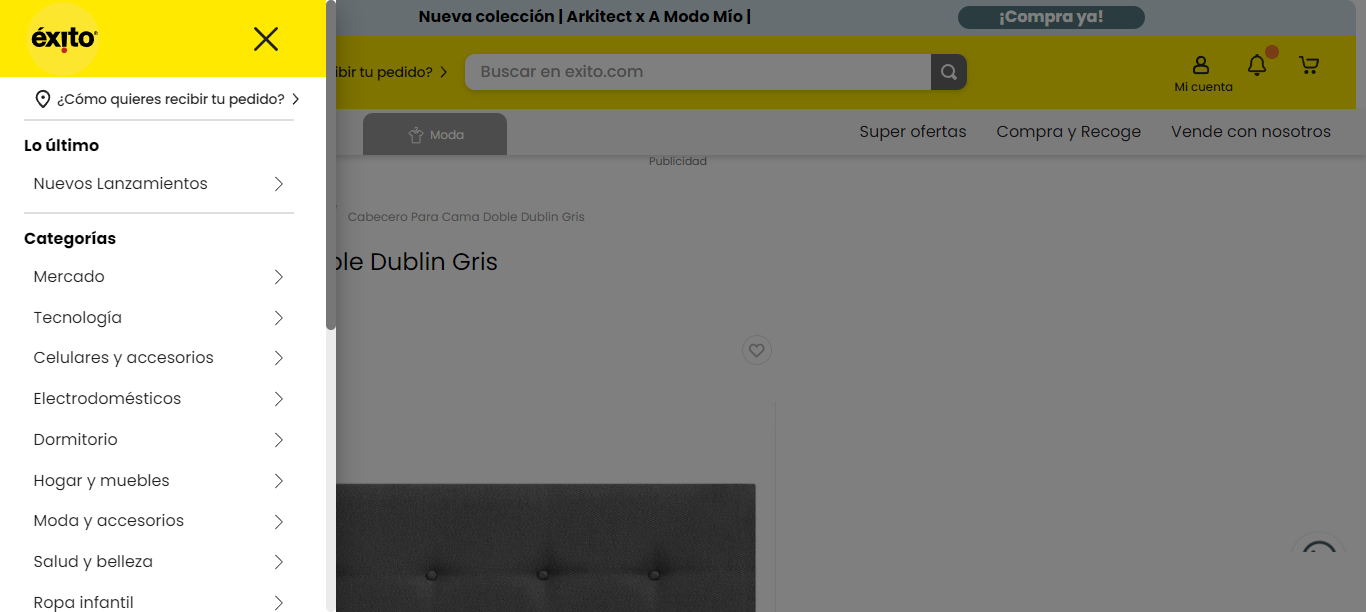 éxito
¿Cómo quieres recibir tu pedido?
Lo último
Nuevos Lanzamientos
Categorías
Mercado
Tecnología
Celulares y accesorios
Electrodomésticos
Dormitorio
Hogar y muebles
Moda y accesorios
Salud y belleza
Ropa infantil
Nueva colección | Arkitect x A Modo Mío |
¡Compra ya!
tu pedido?
Buscar en exito.com
Mi cuenta
Moda
Super ofertas
Compra y Recoge
Vende con nosotros
Publicidad
Cabecero Para Cama Doble Dublin Gris
Dublin Gris